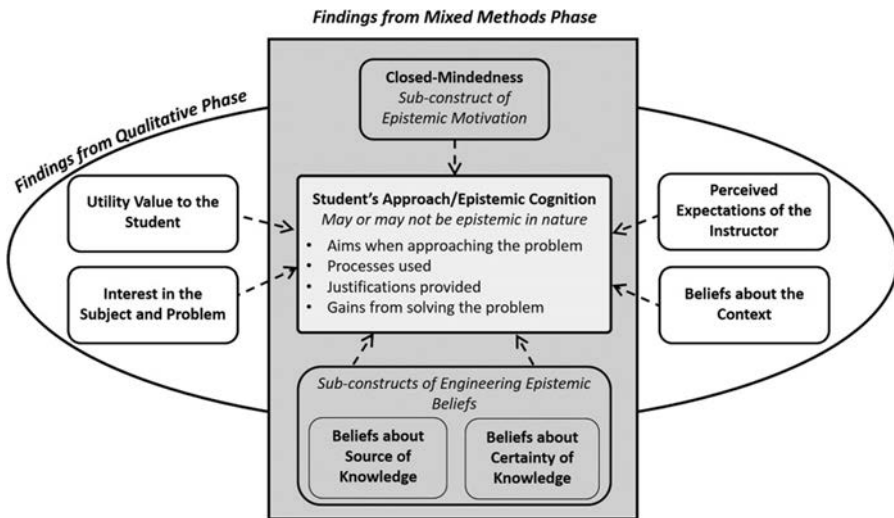 Findings from Mixed Methods Phase
Closed-Mindedness
Sub-construct of
Epistemic Motivation
Findings from Qualitative Phase
Utility Value to the
Student
Interest in the
Subject and Problem
Student's Approach/Epistemic Cognition
May or may not be epistemic in nature
• Aims when approaching the problem
• Processes used
• Justifications provided
• Gains from solving the problem
Perceived
Expectations of the
Instructor
Beliefs about the
Context
Sub-constructs of Engineering Epistemic
Beliefs
Beliefs about
Source of
Knowledge
Beliefs about
Certainty of
Knowledge